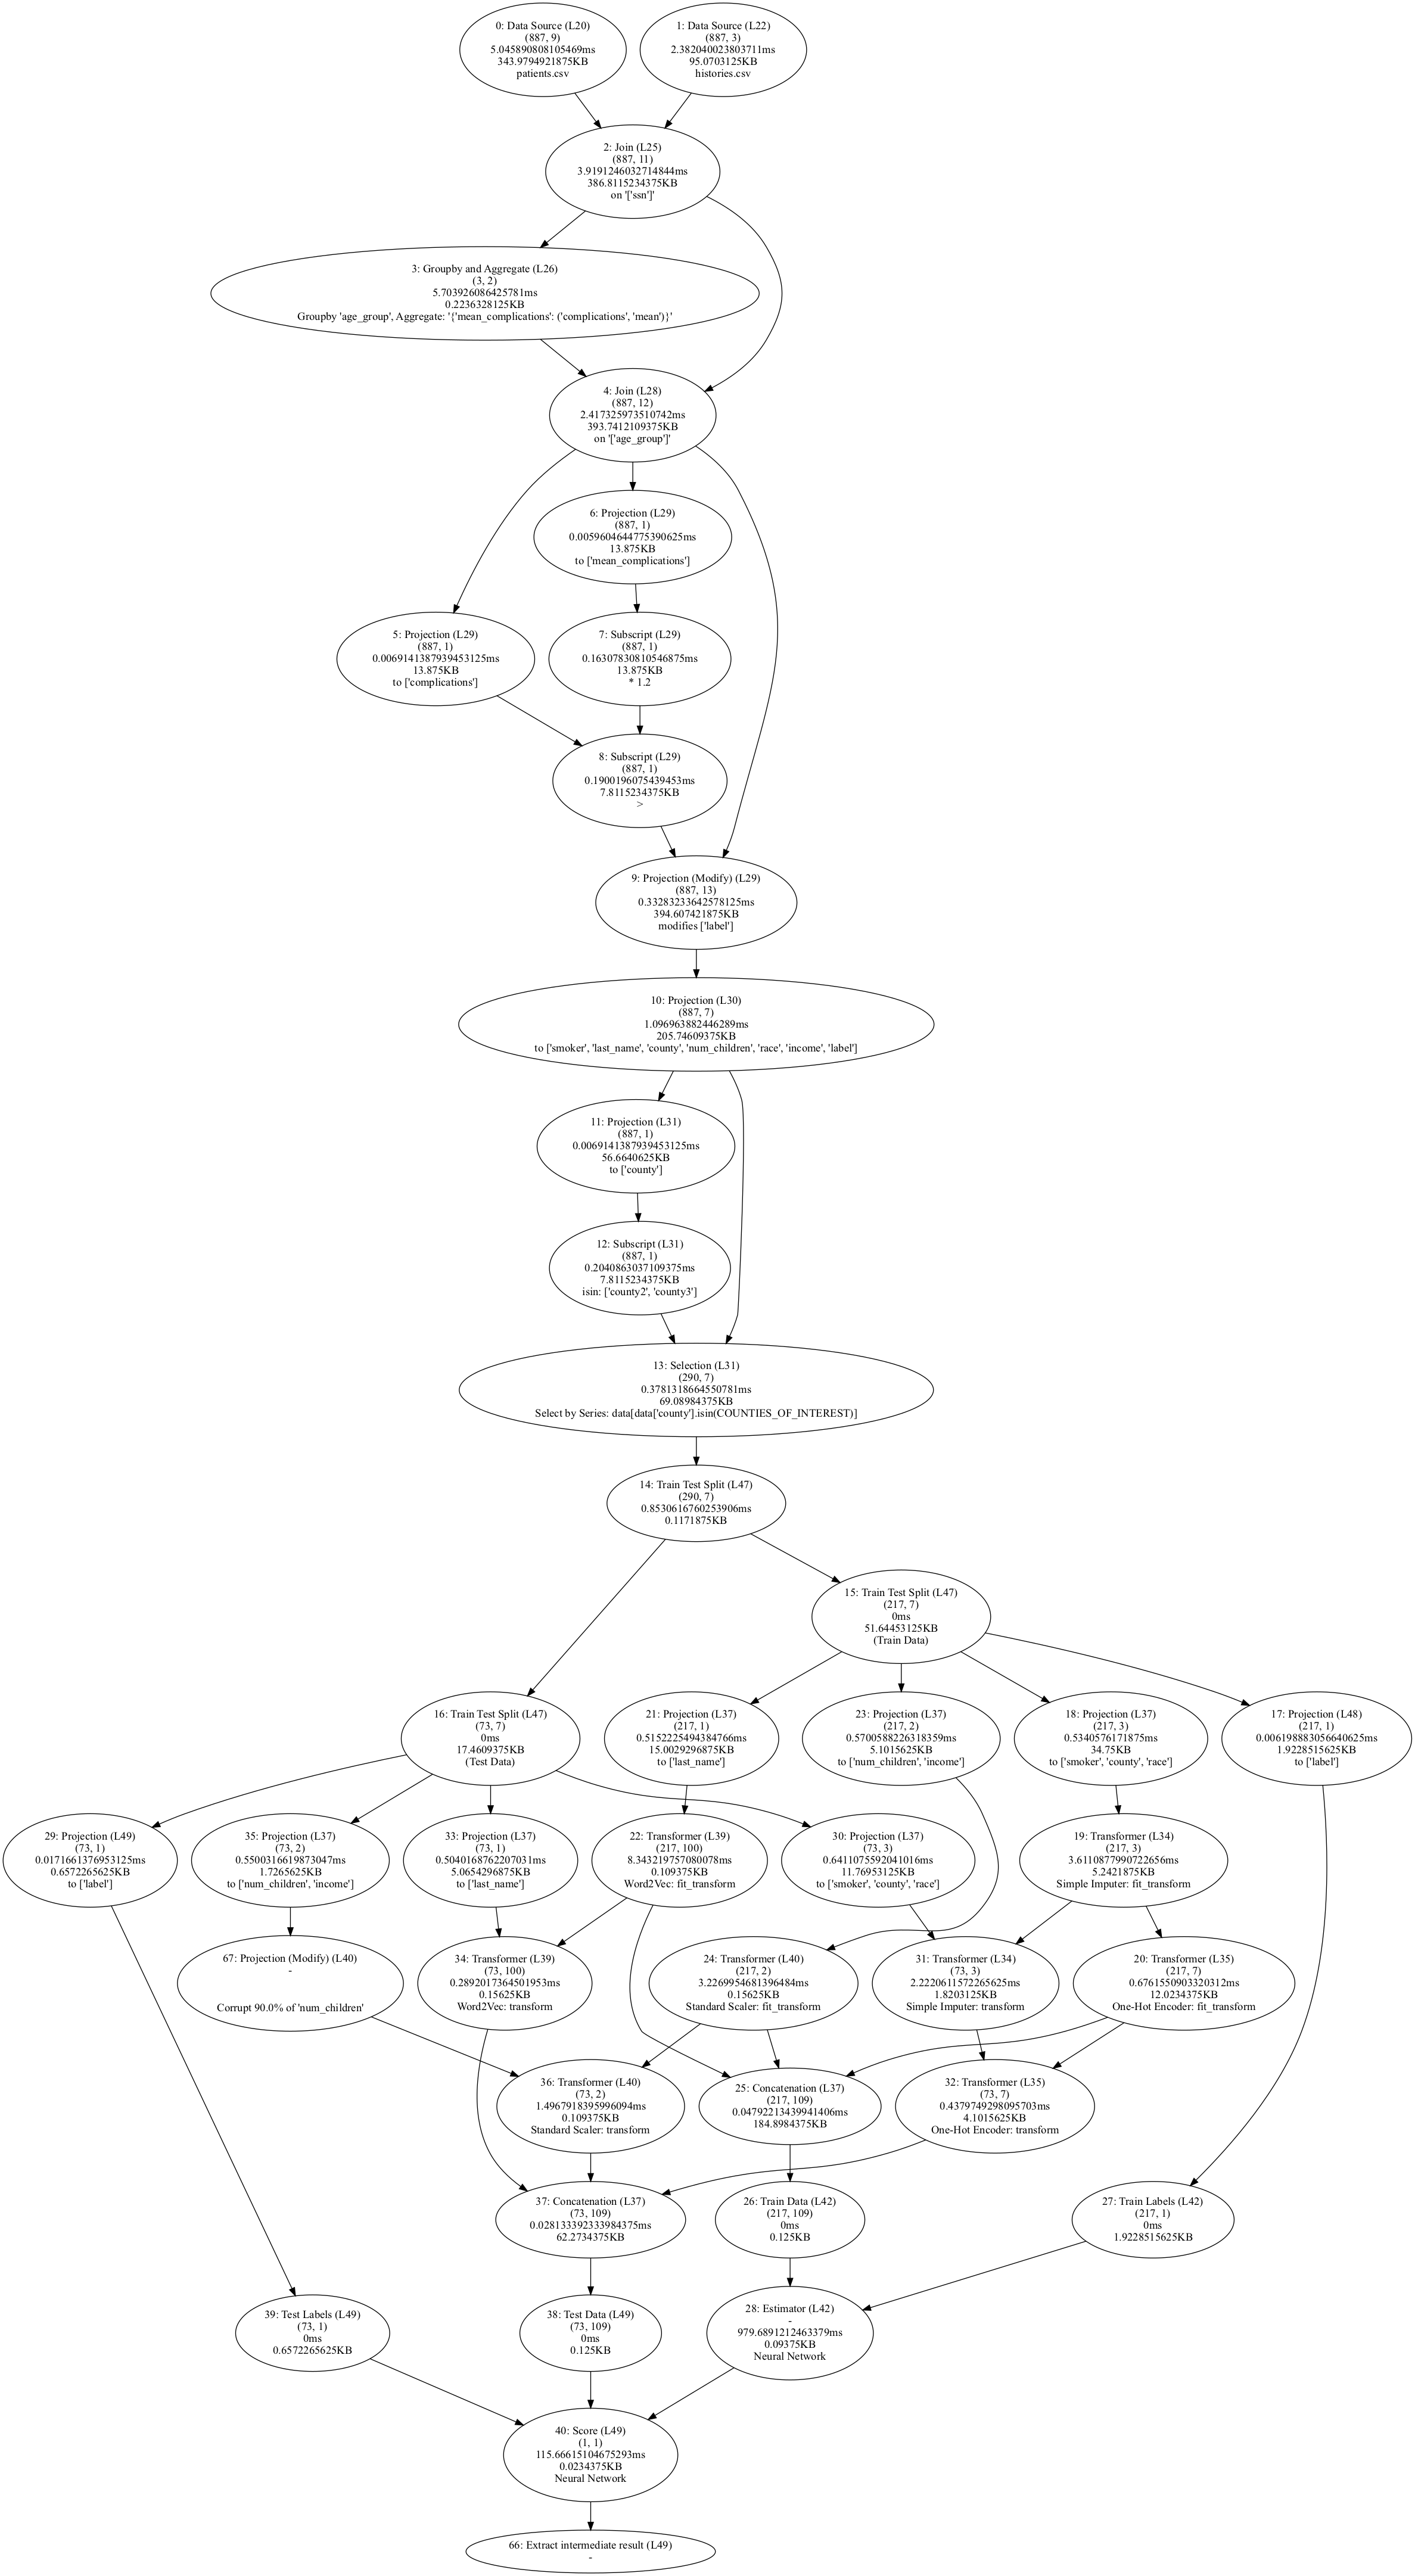 0: Data Source (L20)
(887, 9)
5.045890808105469ms
343.9794921875KB
patients.csv
1: Data Source (L22)
(887, 3)
2.382040023803711ms
95.0703125KB
histories.csv
2: Join (L25)
(887, 11)
3.9191246032714844ms
386.8115234375KB
on '['ssn']'
3: Groupby and Aggregate (L26)
(3, 2)
5.703926086425781ms
0.2236328125KB
Groupby 'age_group', Aggregate: '{'mean_complications': ('complications', 'mean')}'
4: Join (L28)
(887, 12)
2.417325973510742ms
393.7412109375KB
on '['age_group']'
6: Projection (L29)
(887, 1)
0.0059604644775390625ms
13.875KB
to ['mean_complications']
5: Projection (L29)
(887, 1)
0.0069141387939453125ms
13.875KB
to ['complications']
7: Subscript (L29)
(887, 1)
0.16307830810546875ms
13.875KB
* 1.2
8: Subscript (L29)
(887, 1)
0.1900196075439453ms
7.8115234375KB
>
9: Projection (Modify) (L29)
(887, 13)
0.33283233642578125ms
394.607421875KB
modifies ['label']
10: Projection (L30)
(887, 7)
1.096963882446289ms
205.74609375KB
to ['smoker', 'last_name', 'county', 'num_children', 'race', 'income', 'label']
11: Projection (L31)
(887, 1)
0.0069141387939453125ms
56.6640625KB
to ['county']
12: Subscript (L31)
(887, 1)
0.2040863037109375ms
7.8115234375KB
isin: ['county2', 'county3']
13: Selection (L31)
(290, 7)
0.3781318664550781ms
69.08984375KB
Select by Series: data[data['county'].isin(COUNTIES_OF_INTEREST)]
14: Train Test Split (L47)
(290, 7)
0.8530616760253906ms
0.1171875KB
15: Train Test Split (L47)
(217, 7)
0ms
51.64453125KB
(Train Data)
16: Train Test Split (L47)
(73, 7)
0ms
17.4609375KB
(Test Data)
21: Projection (L37)
(217, 1)
0.5152225494384766ms
15.0029296875KB
to ['last_name']
23: Projection (L37)
(217, 2)
0.5700588226318359ms
5.1015625KB
to ['num_children', 'income']
18: Projection (L37)
(217, 3)
0.5340576171875ms
34.75KB
to ['smoker', 'county', 'race']
17: Projection (L48)
(217, 1)
0.006198883056640625ms
1.9228515625KB
to ['label']
29: Projection (L49)
(73, 1)
0.0171661376953125ms
0.6572265625KB
to ['label']
35: Projection (L37)
(73, 2)
0.5500316619873047ms
1.7265625KB
to ['num_children', 'income']
33: Projection (L37)
(73, 1)
0.5040168762207031ms
5.0654296875KB
to ['last_name']
22: Transformer (L39)
(217, 100)
8.343219757080078ms
0.109375KB
Word2Vec: fit_transform
30: Projection (L37)
(73, 3)
0.6411075592041016ms
11.76953125KB
to ['smoker', 'county', 'race']
19: Transformer (L34)
(217, 3)
3.6110877990722656ms
5.2421875KB
Simple Imputer: fit_transform
67: Projection (Modify) (L40)
-
Corrupt 90.0% of 'num_children'
34: Transformer (L39)
(73, 100)
0.2892017364501953ms
0.15625KB
Word2Vec: transform
24: Transformer (L40)
(217, 2)
3.2269954681396484ms
0.15625KB
Standard Scaler: fit_transform
31: Transformer (L34)
(73, 3)
2.2220611572265625ms
1.8203125KB
Simple Imputer: transform
20: Transformer (L35)
(217, 7)
0.6761550903320312ms
12.0234375KB
One-Hot Encoder: fit_transform
36: Transformer (L40)
(73, 2)
1.4967918395996094ms
0.109375KB
Standard Scaler: transform
25: Concatenation (L37)
(217, 109)
0.04792213439941406ms
184.8984375KB
32: Transformer (L35)
(73, 7)
0.4379749298095703ms
4.1015625KB
One-Hot Encoder: transform
37: Concatenation (L37)
(73, 109)
0.028133392333984375ms
62.2734375KB
26: Train Data (L42)
(217, 109)
0ms
0.125KB
27: Train Labels (L42)
(217, 1)
0ms
1.9228515625KB
39: Test Labels (L49)
(73, 1)
0ms
0.6572265625KB
38: Test Data (L49)
(73, 109)
0ms
0.125KB
28: Estimator (L42)
-
979.6891212463379ms
0.09375KB
Neural Network
40: Score (L49)
(1, 1)
115.66615104675293ms
0.0234375KB
Neural Network
66: Extract intermediate result (L49)
-